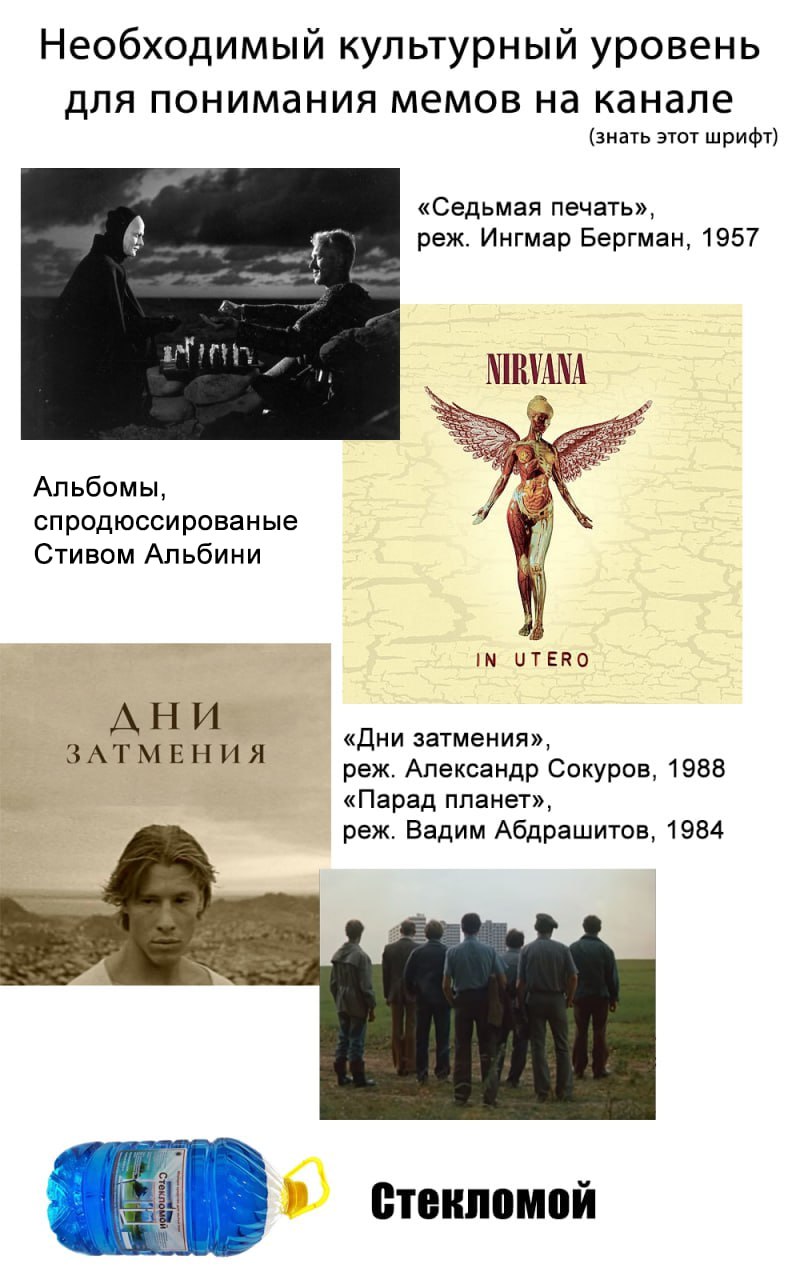 Необходимый культурный уровень
для понимания мемов на канале
(знать этот шрифт)
«Седьмая печать»,
реж. Ингмар Бергман, 1957
NIRVANA
IN UTERO
Альбомы,
спродюссированые
Стивом Альбини
ДНИ
ЗАТМЕНИЯ
«Дни затмения»,
реж. Александр Сокуров, 1988
«Парад планет»,
реж. Вадим Абдрашитов, 1984
Стекломой
Стекломой